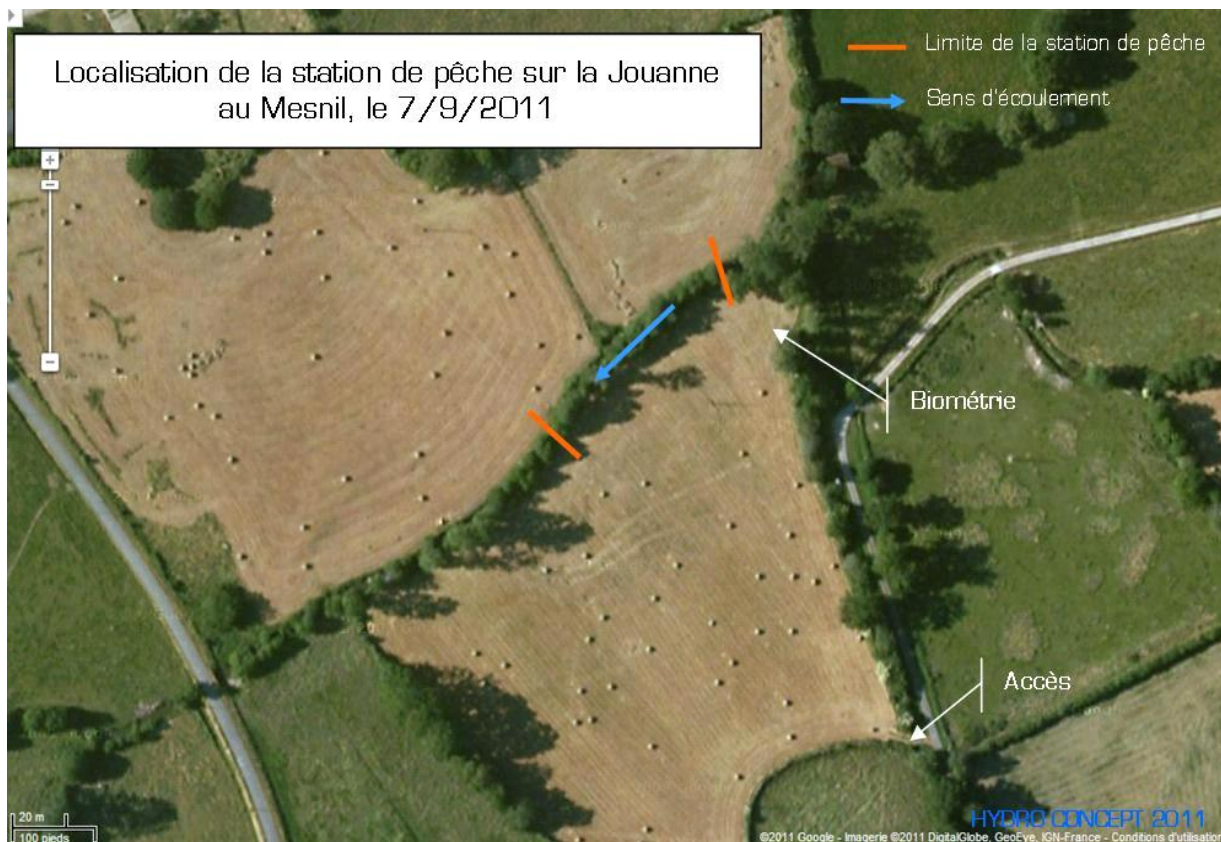 Localisation de la station de pêche sur la Jouanne
au Mesnil, le 7/9/2011
Limite de la station de pêche
Sens d'écoulement
Biométrie
Accès
20 m
100 pieds
HYDRO CONCEPT 2011
©2011 Google - Imagerie ©2011 DigitalGlobe, GeoEye, IGN-France - Conditions d'utilisation